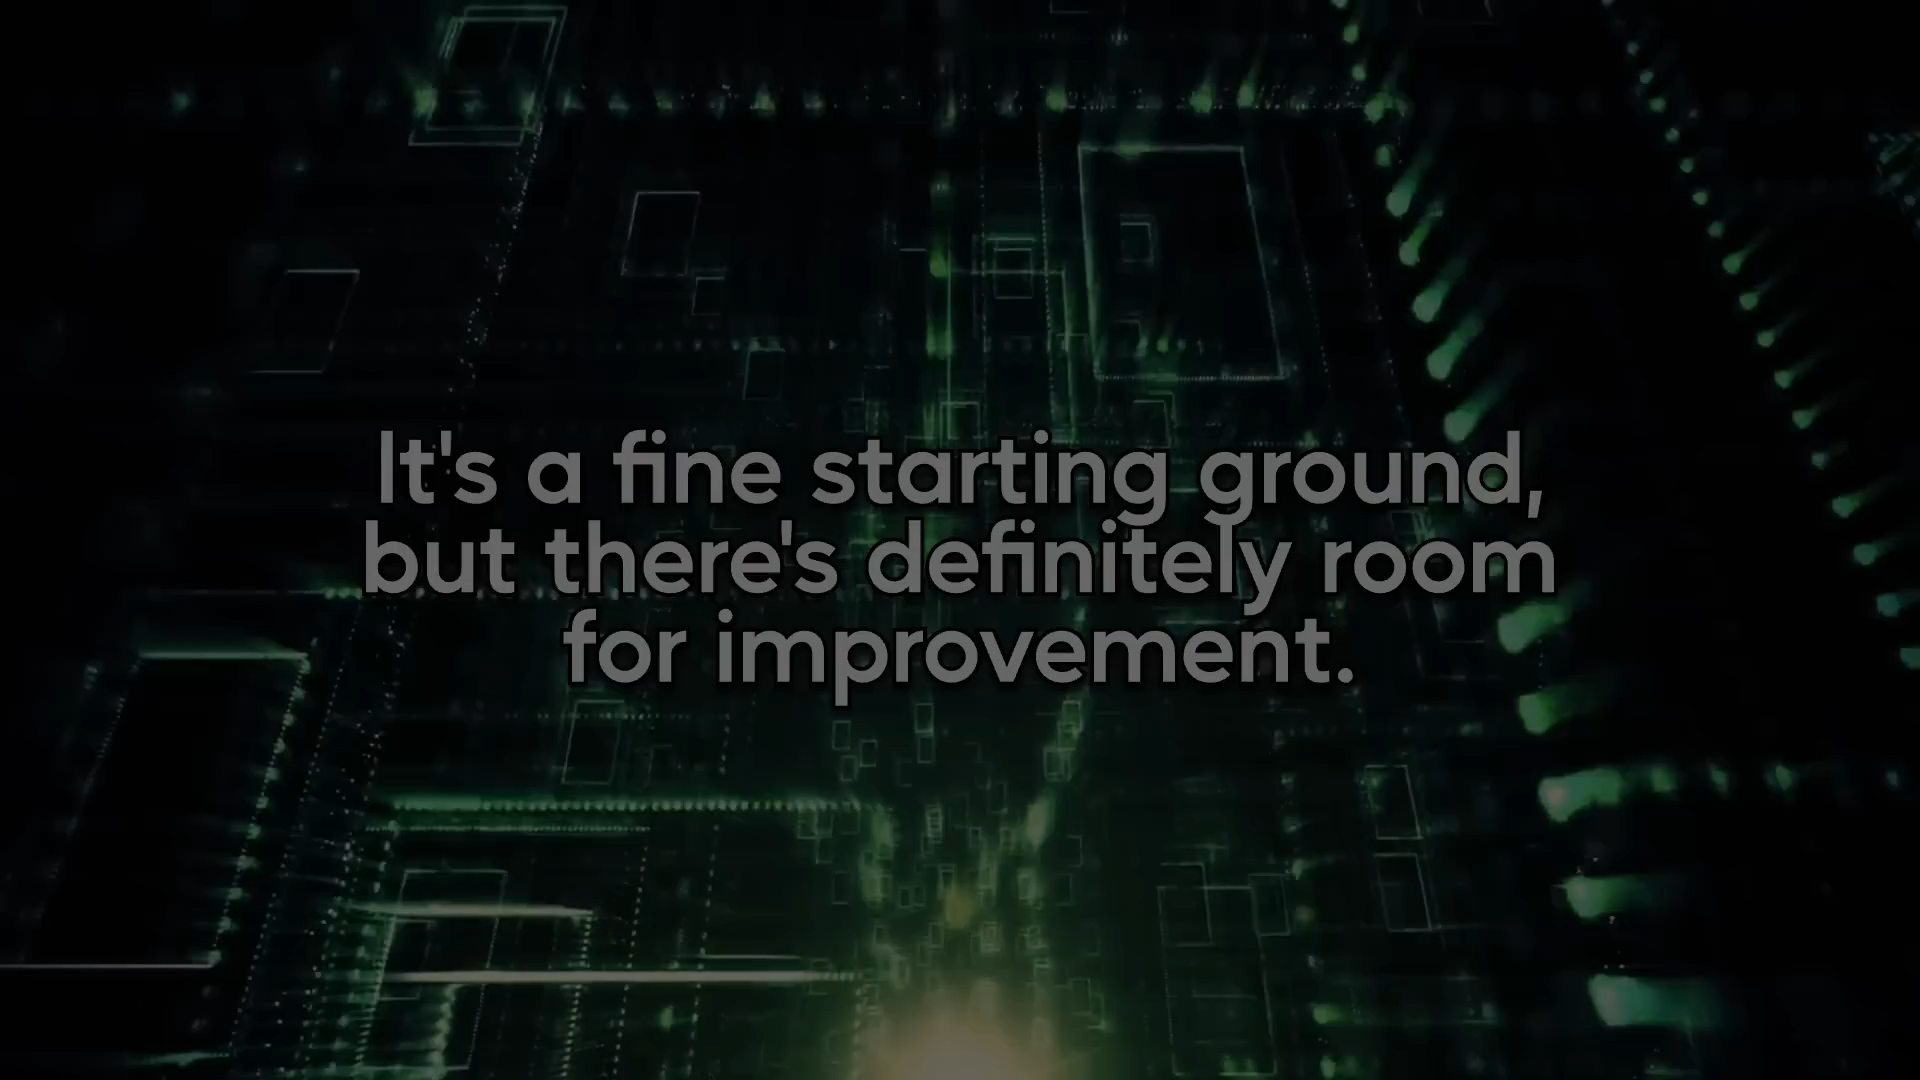 It's a fine starting ground,
but there's definitely room
for improvement.